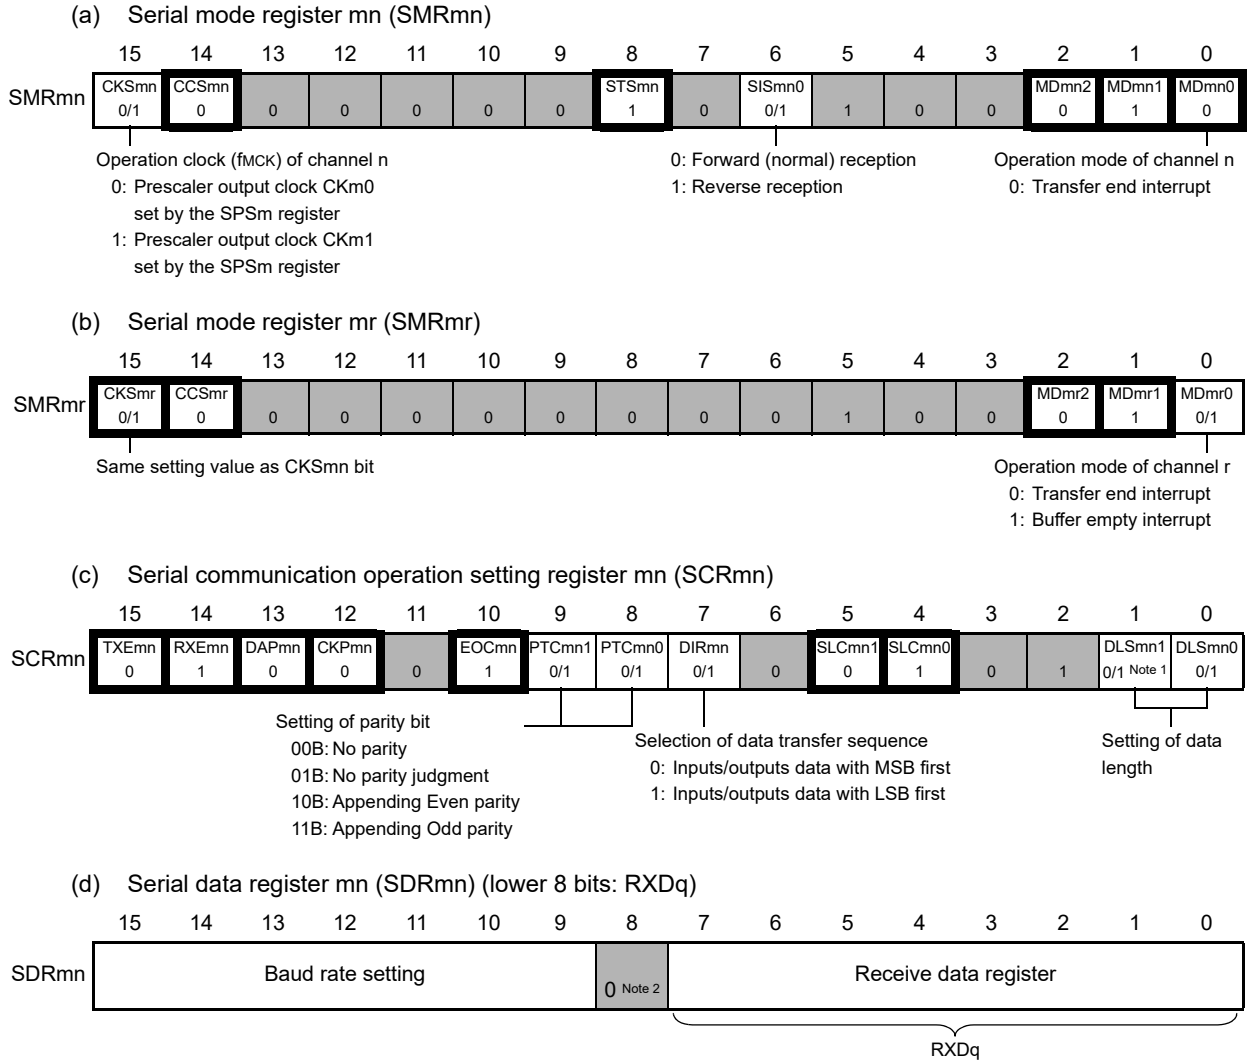 (a) Serial mode register mn (SMRmn)
15 14 13 12 11 10 9 8 7 6 5 4 3 2 1 0
SMRmn CKSmn CCSmn STSmn SISmn0 MDmn2 MDmn1 MDmn0
0/1 0 0 0 0 0 0 1 0 0/1 1 0 0 0 1 0
Operation clock (fMCK) of channel n
0: Prescaler output clock CKm0
set by the SPSm register
1: Prescaler output clock CKm1
set by the SPSm register
0: Forward (normal) reception
1: Reverse reception
Operation mode of channel n
0: Transfer end interrupt
(b) Serial mode register mr (SMRmr)
15 14 13 12 11 10 9 8 7 6 5 4 3 2 1 0
SMRmr CKSmr CCSmr MDmr2 MDmr1 MDmr0
0/1 0 0 0 0 0 0 0 0 0 1 0 0 0 1 0/1
Same setting value as CKSmn bit
Operation mode of channel r
0: Transfer end interrupt
1: Buffer empty interrupt
(c) Serial communication operation setting register mn (SCRmn)
15 14 13 12 11 10 9 8 7 6 5 4 3 2 1 0
SCRmn TXEmn RXEmn DAPmn CKPmn EOCmn PTCmn1 PTCmn0 DIRmn SLCmn1 SLCmn0 DLSmn1 DLSmn0
0 1 0 0 0 1 0/1 0/1 0/1 0 0 1 0 1 0/1 Note 1 0/1
Setting of parity bit
00B: No parity
01B: No parity judgment
10B: Appending Even parity
11B: Appending Odd parity
Selection of data transfer sequence
0: Inputs/outputs data with MSB first
1: Inputs/outputs data with LSB first
Setting of data
length
(d) Serial data register mn (SDRmn) (lower 8 bits: RXDq)
15 14 13 12 11 10 9 8 7 6 5 4 3 2 1 0
SDRmn Baud rate setting 0 Note 2 Receive data register
RXDq